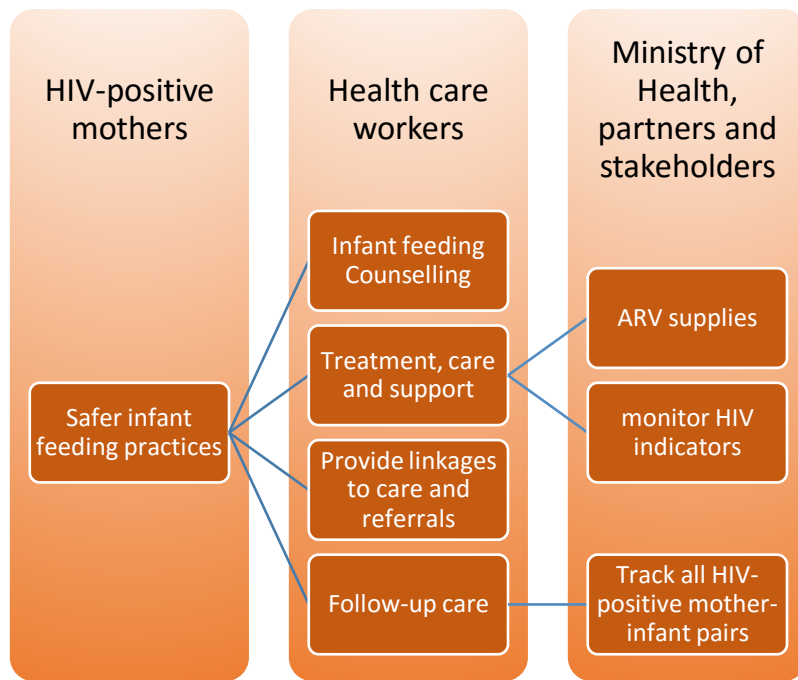 HIV-positive
mothers
Safer infant
feeding practices
Health care
workers
Infant feeding
Counselling
Treatment, care
and support
Provide linkages
to care and
referrals
Follow-up care
Ministry of
Health,
partners and
stakeholders
ARV supplies
monitor HIV
indicators
Track all HIV-
positive mother-
infant pairs